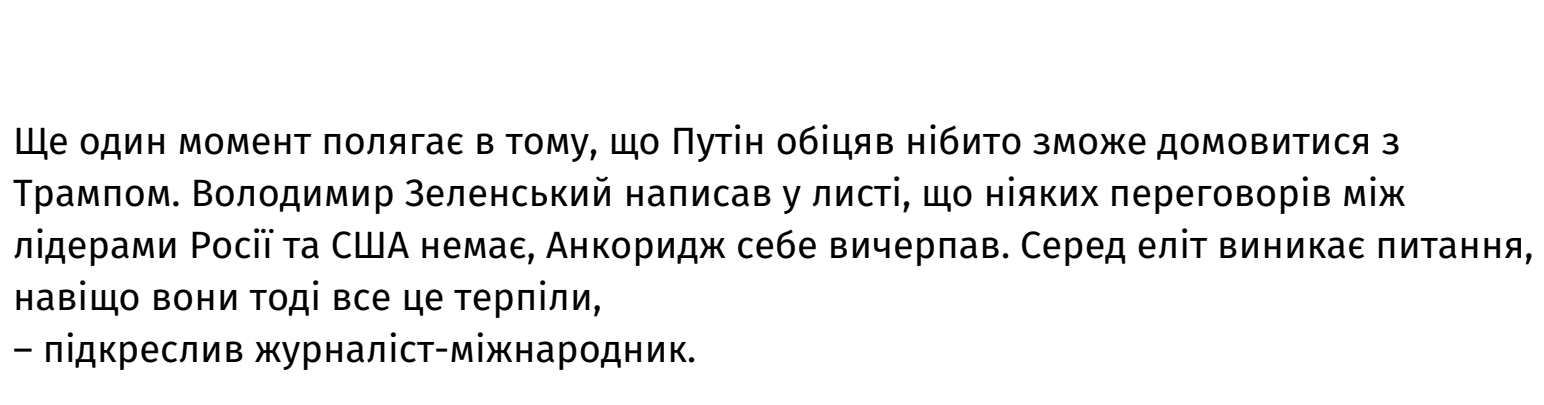 Ще один момент полягає в тому, що Путін обіцяв нібито зможе домовитися з
Трампом. Володимир Зеленський написав у листі, що ніяких переговорів між
лідерами Росії та США немає, Анкоридж себе вичерпав. Серед еліт виникає питання,
навіщо вони тоді все це терпіли,
– підкреслив журналіст-міжнародник.